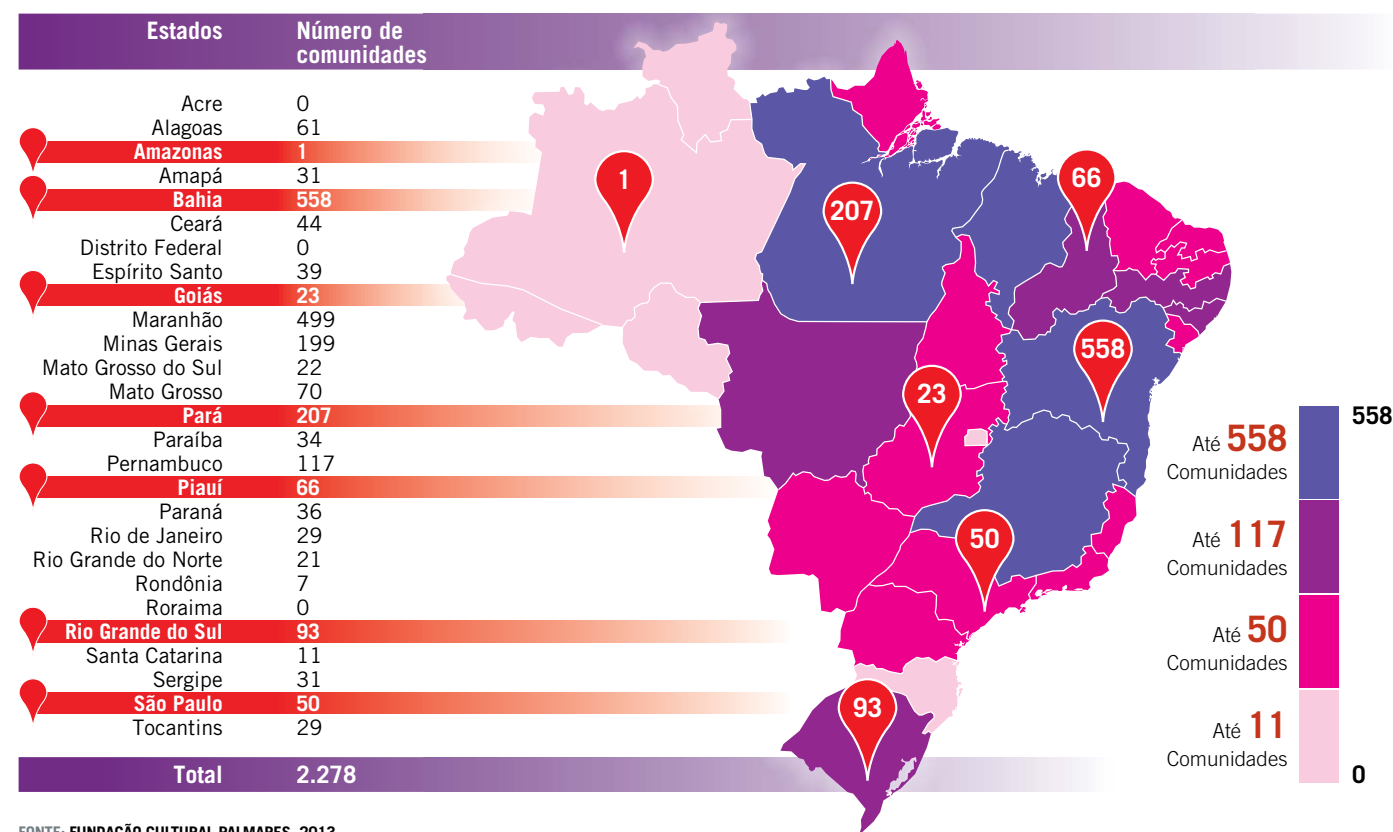 Estados Número de
comunidades
Acre 0
Alagoas 61
Amazonas 1
Amapá 31
Bahia 558
Ceará 44
Distrito Federal 0
Espírito Santo 39
Goiás 23
Maranhão 499
Minas Gerais 199
Mato Grosso do Sul 22
Mato Grosso 70
Pará 207
Paraíba 34
Pernambuco 117
Piauí 66
Paraná 36
Rio de Janeiro 29
Rio Grande do Norte 21
Rondônia 7
Roraima 0
Rio Grande do Sul 93
Santa Catarina 11
Sergipe 31
São Paulo 50
Tocantins 29
Total 2.278
1
207
66
558
23
50
93
558
Até 558
Comunidades
Até 117
Comunidades
Até 50
Comunidades
Até 11
Comunidades
0
FONTE: FUNDAÇÃO CULTURAL PALMARES, 2013